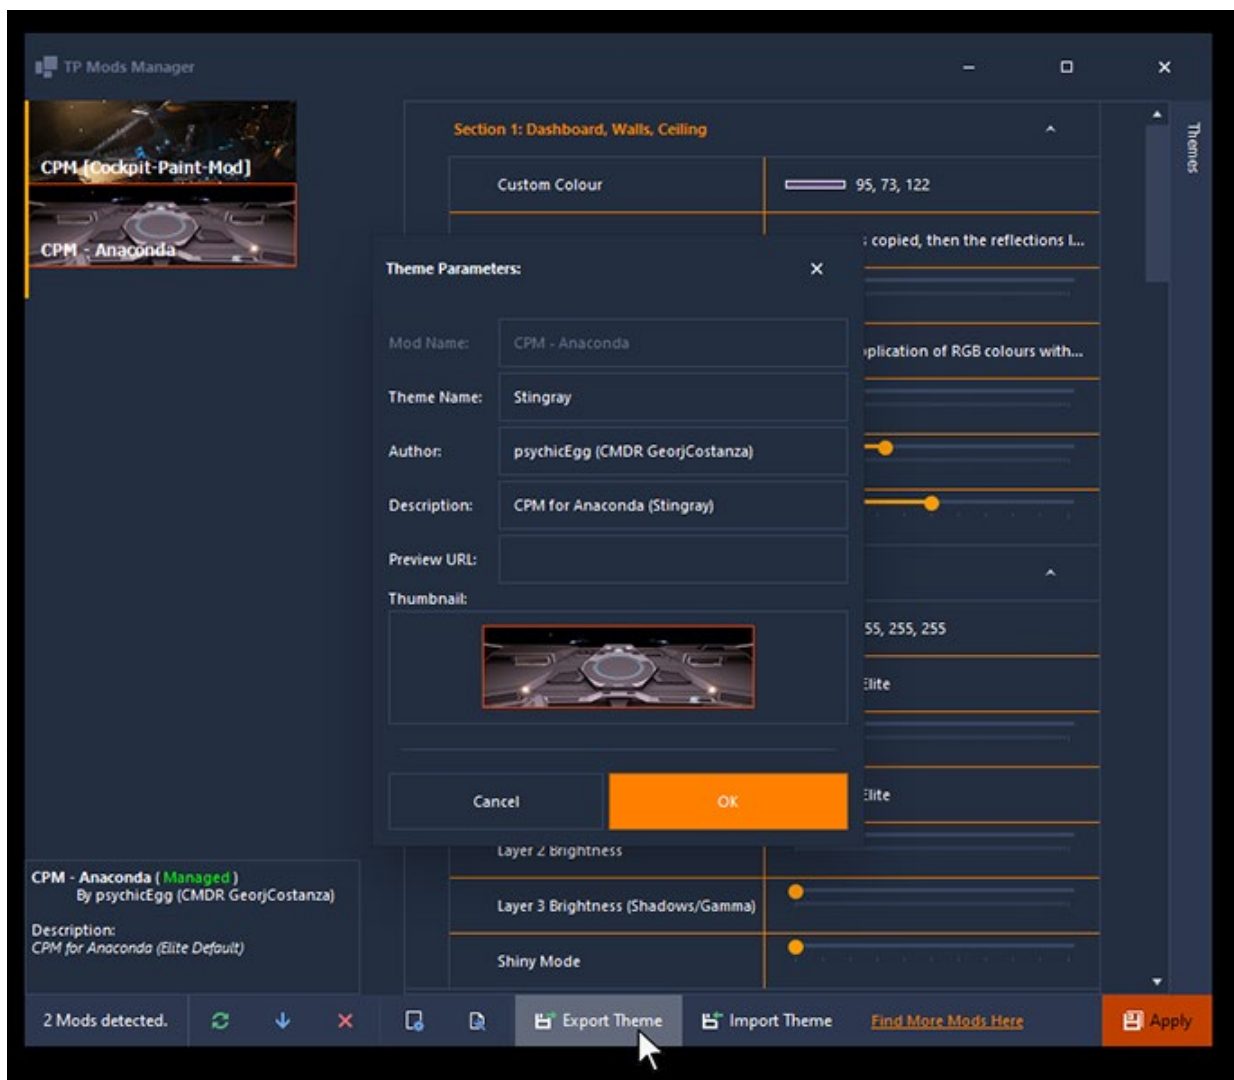 TP Mods Manager
CPM [Cockpit-Paint-Mod]
CPM - Anaconda
Themes
Section 1: Dashboard, Walls, Ceiling
Custom Colour
95, 73, 122
copied, then the reflections l...
of RGB colours with...
55, 255, 255
Elite
Elite
Layer 2 Brightness
Layer 3 Brightness (Shadows/Gamma)
Shiny Mode
Theme Parameters:
Mod Name: CPM - Anaconda
Theme Name: Stingray
Author: psychicEgg (CMDR GeorjCostanza)
Description: CPM for Anaconda (Stingray)
Preview URL:
Thumbnail:
Cancel OK
CPM - Anaconda ( Managed )
By psychicEgg (CMDR GeorjCostanza)
Description:
CPM for Anaconda (Elite Default)
2 Mods detected. Export Theme Import Theme Find More Mods Here Apply